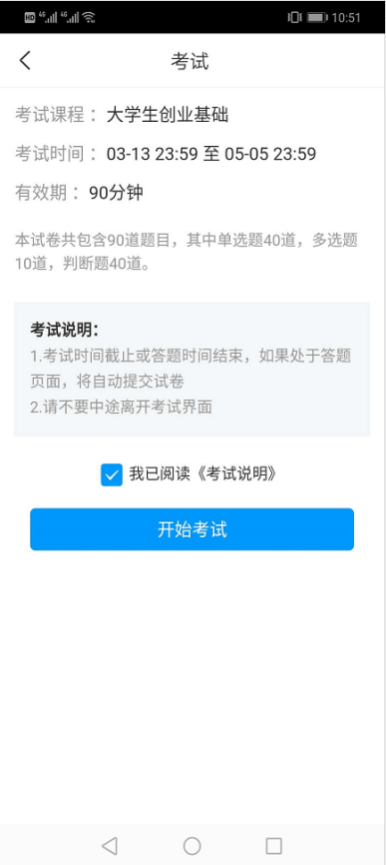 HD 4G 4G 10:51
考试
考试课程： 大学生创业基础
考试时间： 03-13 23:59 至 05-05 23:59
有效期： 90分钟
本试卷共包含90道题目，其中单选题40道，多选题
10道，判断题40道。
考试说明：
1.考试时间截止或答题时间结束，如果处于答题
页面，将自动提交试卷
2.请不要中途离开考试界面
我已阅读《考试说明》
开始考试